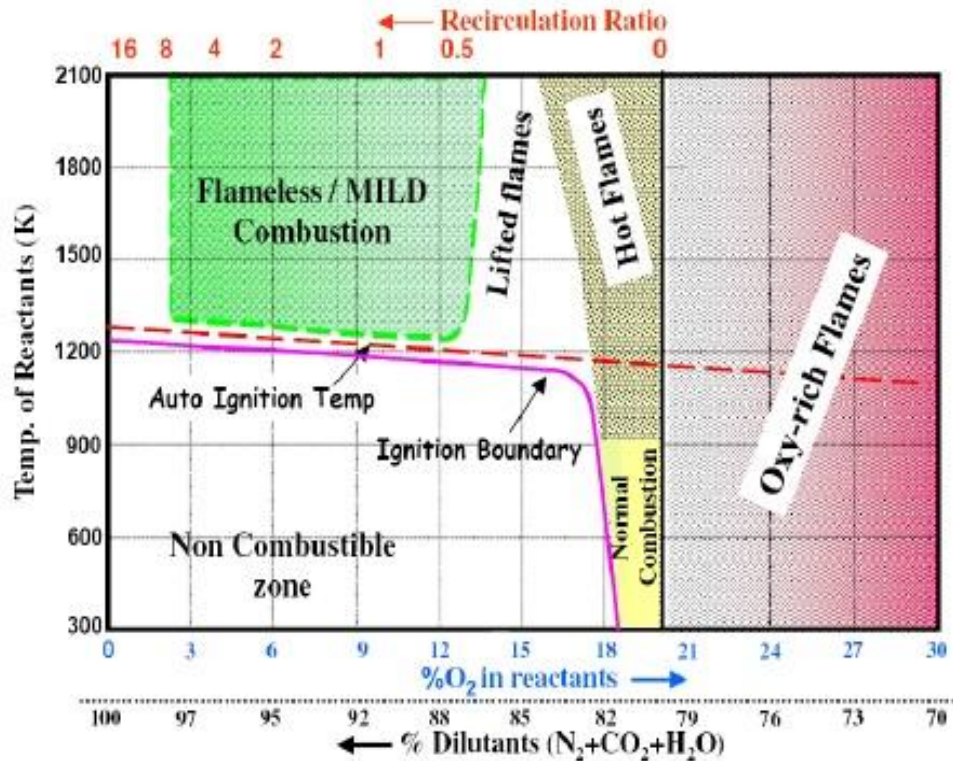 ← Recirculation Ratio
16 8 4 2 1 0.5 0
2100
1800
1500
1200
900
600
300
Temp. of Reactants (K)
Flameless / MILD
Combustion
Lifted flames
Hot Flames
Oxy-rich Flames
Auto Ignition Temp
Ignition Boundary
Normal
Combustion
Non Combustible
zone
0 3 6 9 12 15 18 21 24 27 30
%O₂ in reactants →
100 97 95 92 88 85 82 79 76 73 70
← % Dilutants (N₂+CO₂+H₂O)